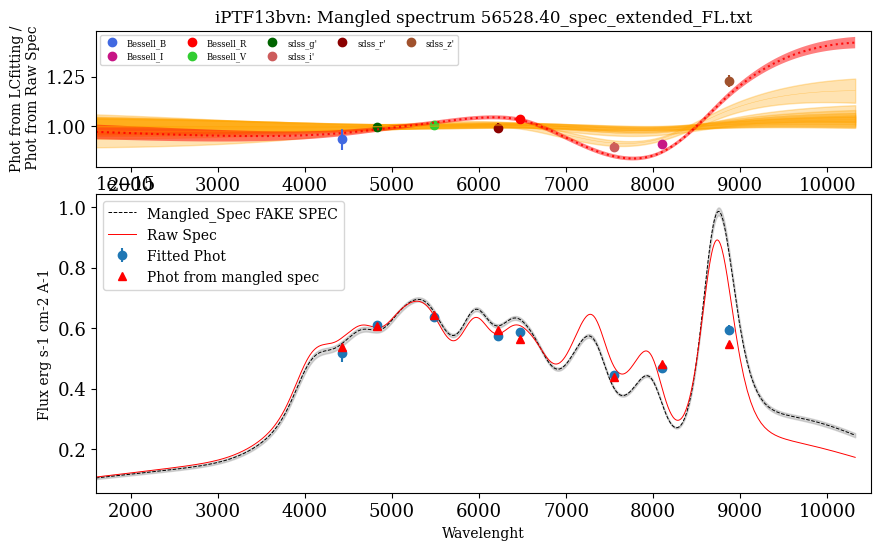 iPTF13bvn: Mangled spectrum 56528.40_spec_extended_FL.txt
Phot from LCfitting /
Phot from Raw Spec
Bessell_B Bessell_R sdss_g' sdss_r' sdss_z'
Bessell_I Bessell_V sdss_i'
1.25
1.00
2000 3000 4000 5000 6000 7000 8000 9000 10000
1e−15
Flux erg s-1 cm-2 A-1
Mangled_Spec FAKE SPEC
Raw Spec
Fitted Phot
Phot from mangled spec
1.0
0.8
0.6
0.4
0.2
2000 3000 4000 5000 6000 7000 8000 9000 10000
Wavelenght